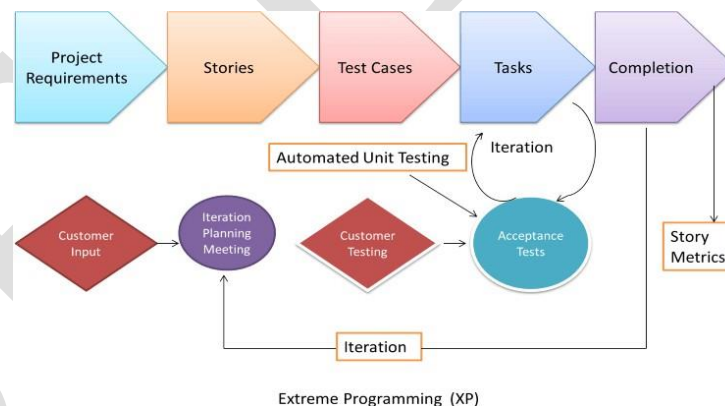 Project
Requirements
Stories
Test Cases
Tasks
Completion
Automated Unit Testing
Iteration
Customer
Input
Iteration
Planning
Meeting
Customer
Testing
Acceptance
Tests
Story
Metrics
Iteration
Extreme Programming (XP)